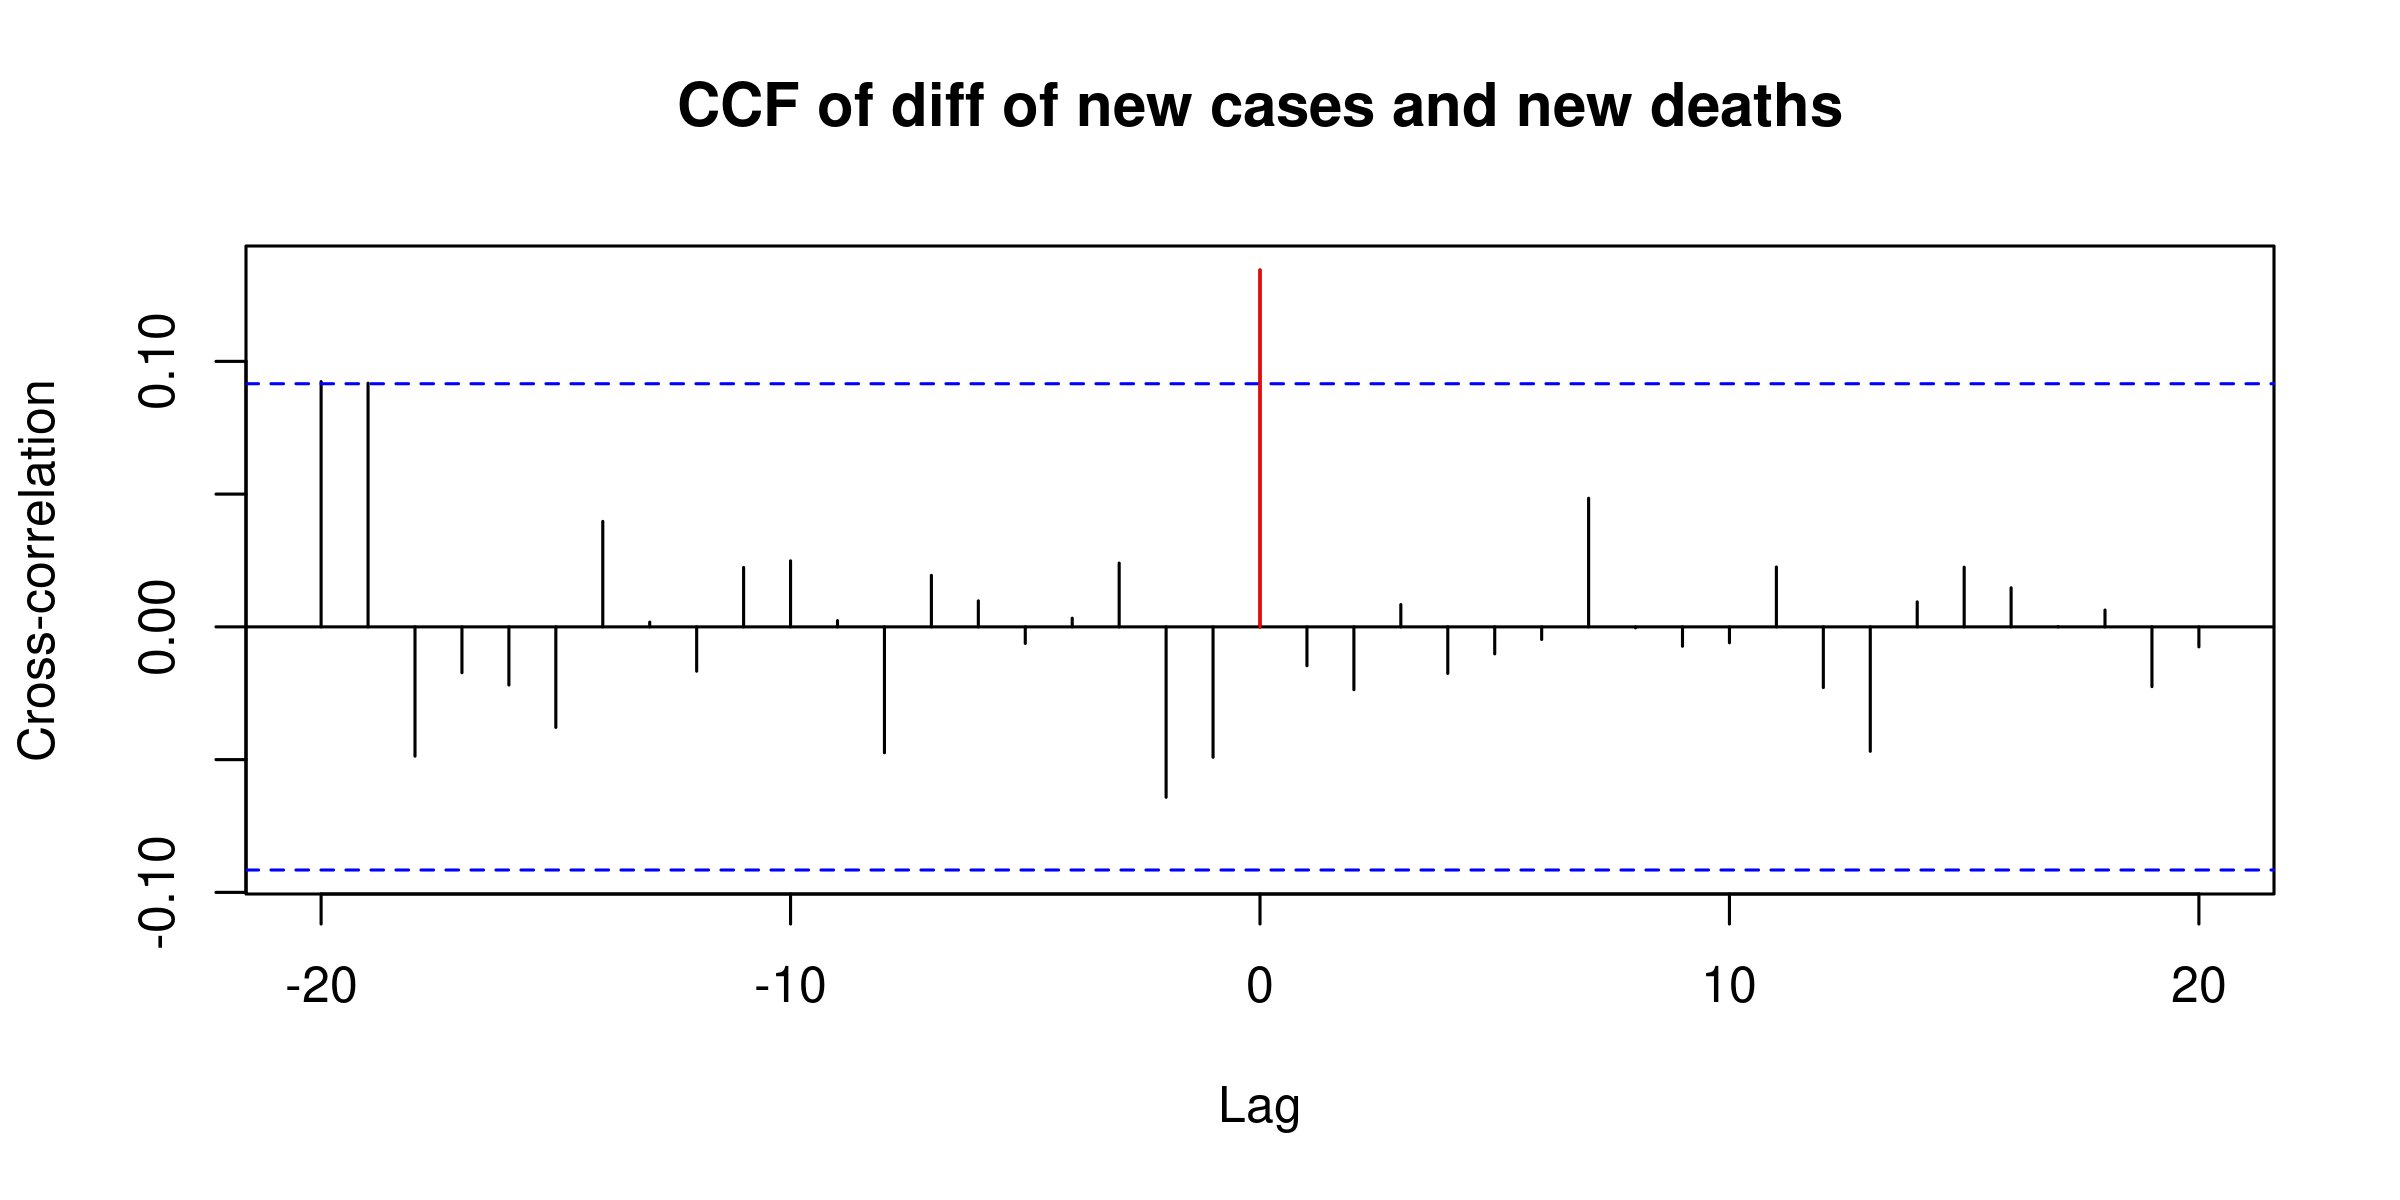 CCF of diff of new cases and new deaths
Cross-correlation
0.10
0.00
-0.10
-20
-10
0
10
20
Lag